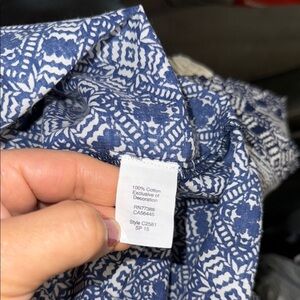 100% Cotton
Exclusive of
Decoration
RN77388
CA56445
Style C2581
SP 15